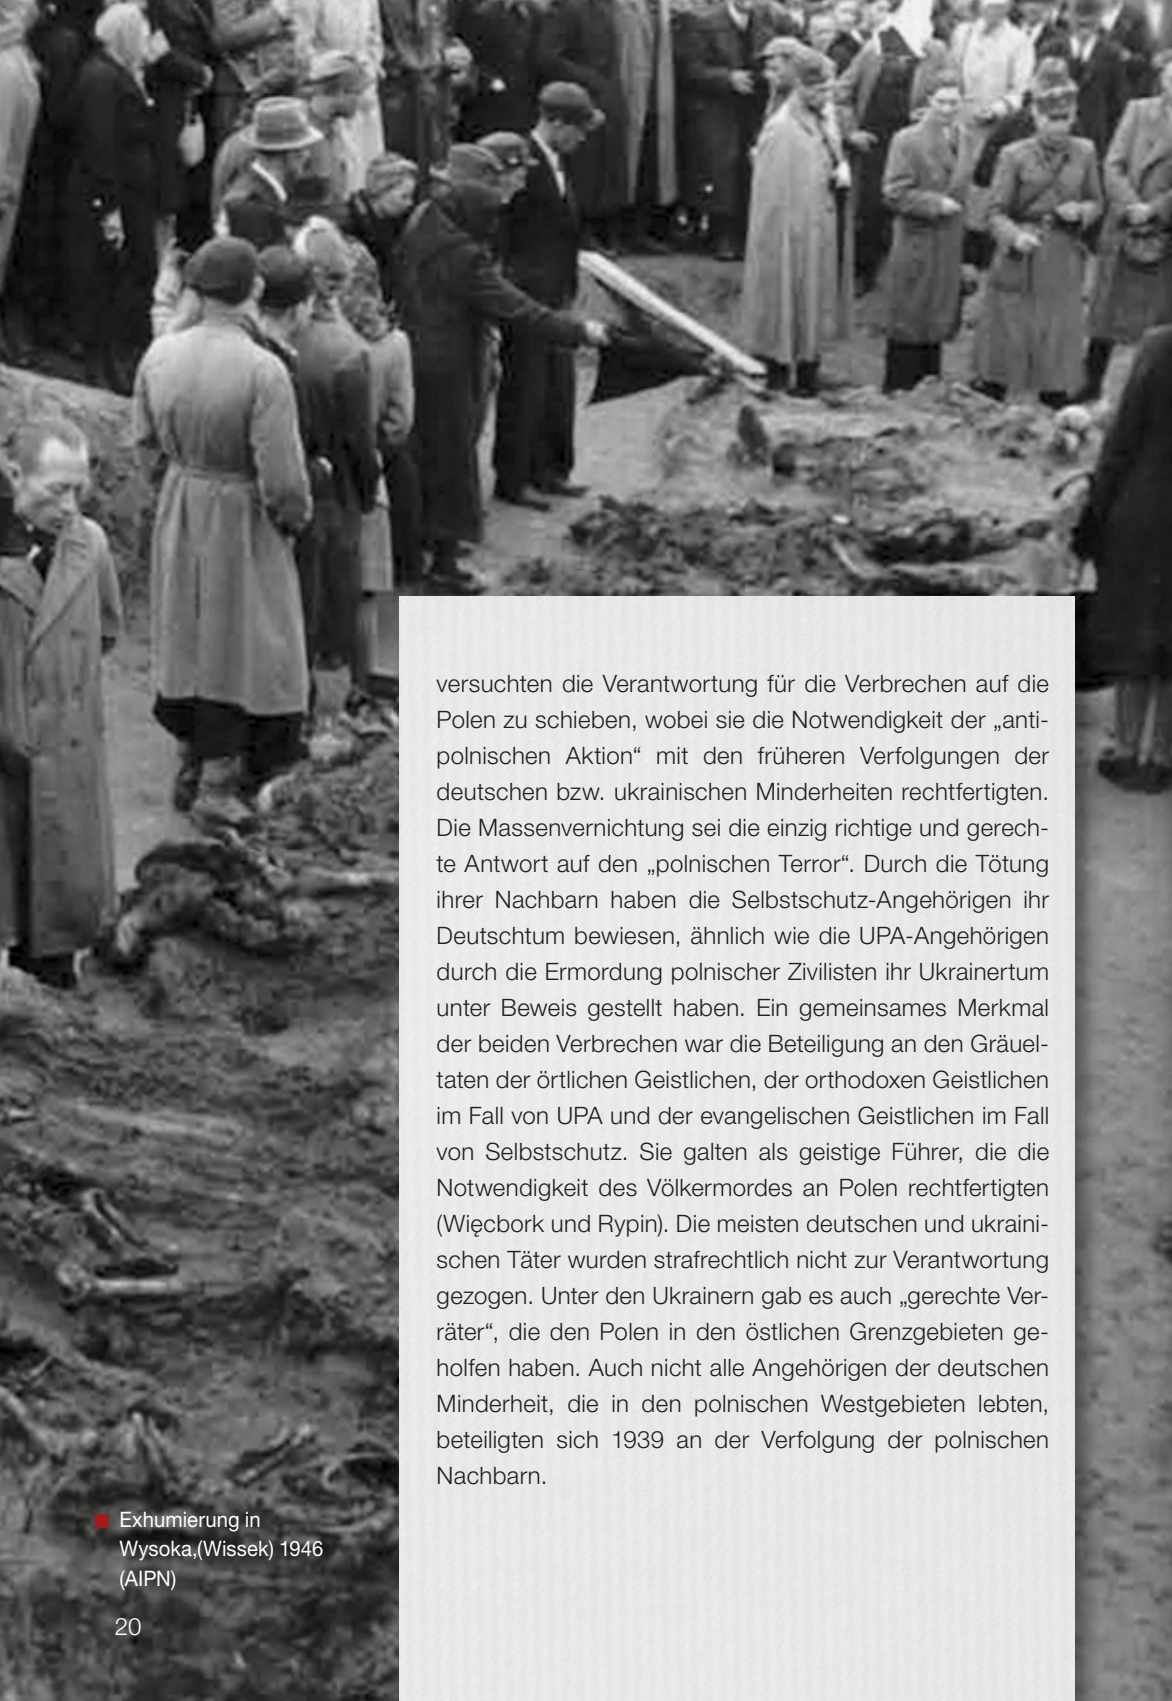 versuchten die Verantwortung für die Verbrechen auf die
Polen zu schieben, wobei sie die Notwendigkeit der „anti-
polnischen Aktion“ mit den früheren Verfolgungen der
deutschen bzw. ukrainischen Minderheiten rechtfertigten.
Die Massenvernichtung sei die einzig richtige und gerech-
te Antwort auf den „polnischen Terror“. Durch die Tötung
ihrer Nachbarn haben die Selbstschutz-Angehörigen ihr
Deutschtum bewiesen, ähnlich wie die UPA-Angehörigen
durch die Ermordung polnischer Zivilisten ihr Ukrainertum
unter Beweis gestellt haben. Ein gemeinsames Merkmal
der beiden Verbrechen war die Beteiligung an den Gräuel-
taten der örtlichen Geistlichen, der orthodoxen Geistlichen
im Fall von UPA und der evangelischen Geistlichen im Fall
von Selbstschutz. Sie galten als geistige Führer, die die
Notwendigkeit des Völkermordes an Polen rechtfertigten
(Więcbork und Rypin). Die meisten deutschen und ukraini-
schen Täter wurden strafrechtlich nicht zur Verantwortung
gezogen. Unter den Ukrainern gab es auch „gerechte Ver-
räter“, die den Polen in den östlichen Grenzgebieten ge-
holfen haben. Auch nicht alle Angehörigen der deutschen
Minderheit, die in den polnischen Westgebieten lebten,
beteiligten sich 1939 an der Verfolgung der polnischen
Nachbarn.
Exhumierung in
Wysoka,(Wissek) 1946
(AIPN)
20